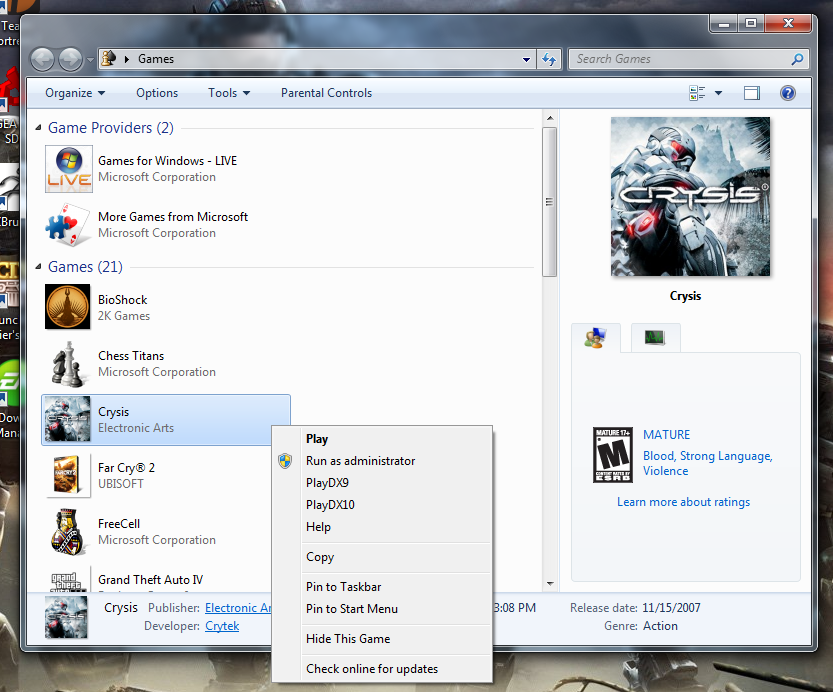 Games
Search Games
Organize
Options
Tools
Parental Controls
Game Providers (2)
Games for Windows - LIVE
Microsoft Corporation
LIVE
More Games from Microsoft
Microsoft Corporation
Games (21)
BioShock
2K Games
Chess Titans
Microsoft Corporation
Crysis
Electronic Arts
CRYSIS
Far Cry® 2
UBISOFT
FreeCell
Microsoft Corporation
Grand Theft Auto IV
grand
theft
Play
Run as administrator
PlayDX9
PlayDX10
Help
Copy
Pin to Taskbar
Pin to Start Menu
Hide This Game
Check online for updates
CRYSIS®
Crysis
MATURE 17+
M
CONTENT RATED BY
ESRB
MATURE
Blood, Strong Language,
Violence
Learn more about ratings
Crysis
Publisher: Electronic Ar
Developer: Crytek
3:08 PM
Release date: 11/15/2007
Genre: Action